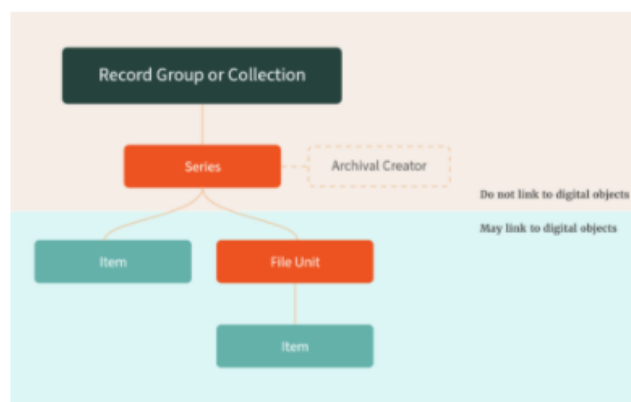 Record Group or Collection
Series
Archival Creator
Do not link to digital objects
May link to digital objects
Item
File Unit
Item